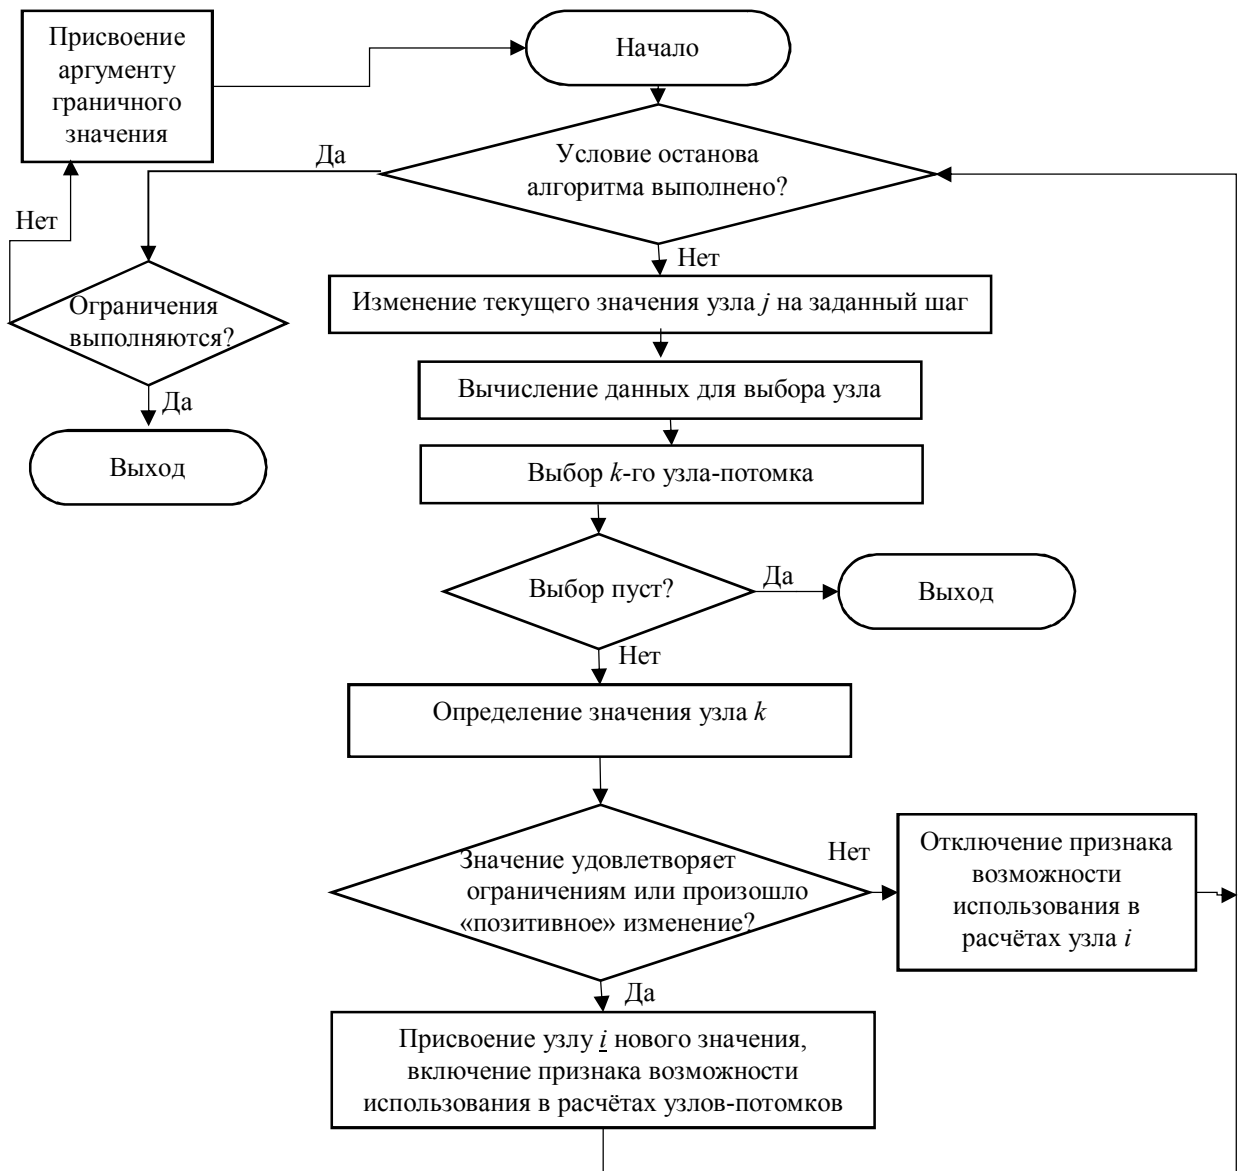 Присвоение
аргументу
граничного
значения
Начало
Да
Условие останова
алгоритма выполнено?
Нет
Нет
Ограничения
выполняются?
Изменение текущего значения узла j на заданный шаг
Вычисление данных для выбора узла
Да
Выход
Выбор k-го узла-потомка
Выбор пуст?
Да
Выход
Нет
Определение значения узла k
Значение удовлетворяет
ограничениям или произошло
«позитивное» изменение?
Нет
Отключение признака
возможности
использования в
расчётах узла i
Да
Присвоение узлу i нового значения,
включение признака возможности
использования в расчётах узлов-потомков